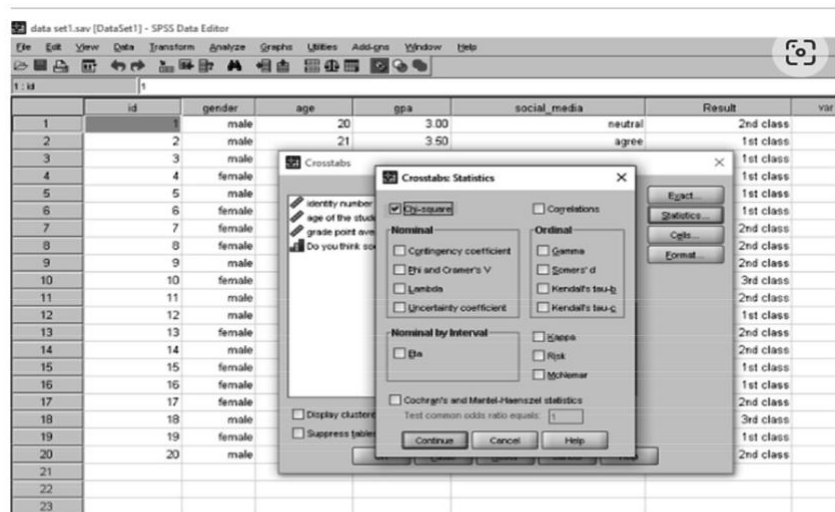 data set1.sav [DataSet1] - SPSS Data Editor
File Edit View Data Transform Analyze Graphs Utilities Add-ons Window Help
1 : id 1
id gender age gpa social_media Result var
1 1 male 20 3.00 neutral 2nd class
2 2 male 21 3.50 agree 1st class
3 3 male 1st class
4 4 female 1st class
5 5 male 1st class
6 6 female 1st class
7 7 female 2nd class
8 8 female 2nd class
9 9 male 2nd class
10 10 female 3rd class
11 11 male 2nd class
12 12 male 1st class
13 13 female 2nd class
14 14 male 2nd class
15 15 female 1st class
16 16 female 1st class
17 17 female 2nd class
18 18 male 3rd class
19 19 female 1st class
20 20 male 2nd class
21
22
23
Crosstabs
identity number
age of the stude
grade point ave
Do you think so
Exact...
Statistics...
Cells...
Format...
Display cluster
Suppress tables
Crosstabs: Statistics
Chi-square Correlations
Nominal Ordinal
Contingency coefficient Gamma
Phi and Cramer's V Somers' d
Lambda Kendall's tau-b
Uncertainty coefficient Kendall's tau-c
Nominal by Interval Kappa
Eta Risk
McNemar
Cochran's and Mantel-Haenszel statistics
Test common odds ratio equals: 1
Continue Cancel Help